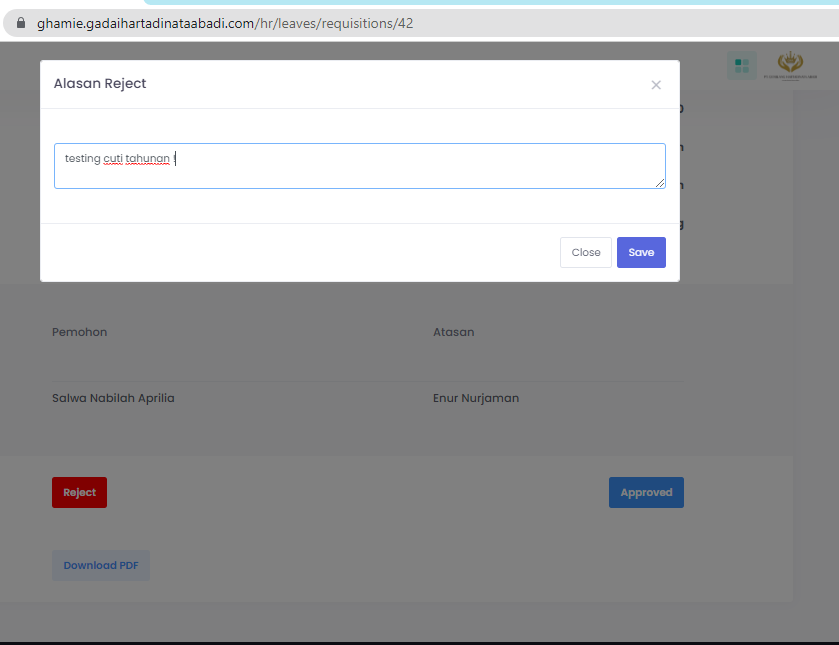 ghamie.gadaihartadinataabadi.com/hr/leaves/requisitions/42
Alasan Reject
×
testing cuti tahunan !
Close
Save
Pemohon
Atasan
Salwa Nabilah Aprilia
Enur Nurjaman
Reject
Approved
Download PDF